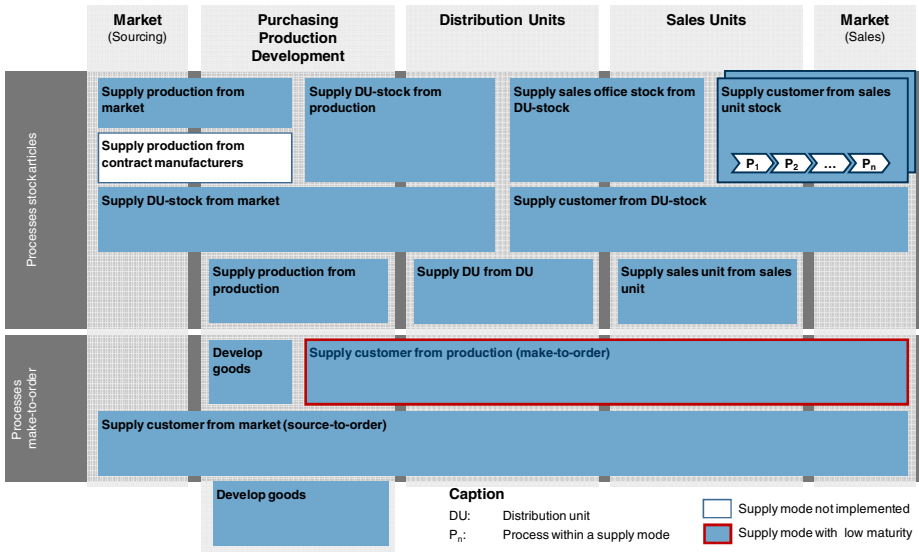 Market
(Sourcing)
Purchasing
Production
Development
Distribution Units
Sales Units
Market
(Sales)
Processes stock articles
Supply production from
market
Supply production from
contract manufacturers
Supply DU-stock from
production
Supply sales office stock from
DU-stock
Supply customer from sales
unit stock
P1
P2
...
Pn
Supply DU-stock from market
Supply customer from DU-stock
Supply production from
production
Supply DU from DU
Supply sales unit from sales
unit
Processes
make-to-order
Develop
goods
Supply customer from production (make-to-order)
Supply customer from market (source-to-order)
Develop goods
Caption
DU: Distribution unit
Pn: Process within a supply mode
Supply mode not implemented
Supply mode with low maturity